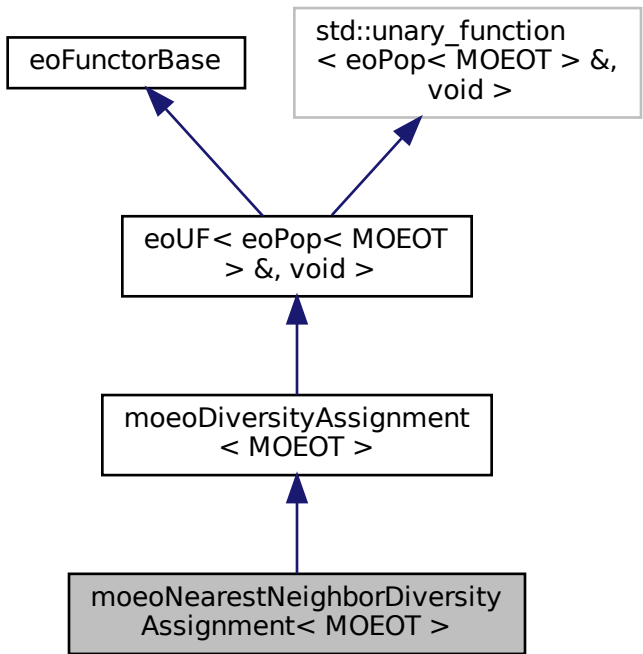 eoFunctorBase
std::unary_function
< eoPop< MOEOT > &,
void >
eoUF< eoPop< MOEOT
> &, void >
moeoDiversityAssignment
< MOEOT >
moeoNearestNeighborDiversity
Assignment< MOEOT >